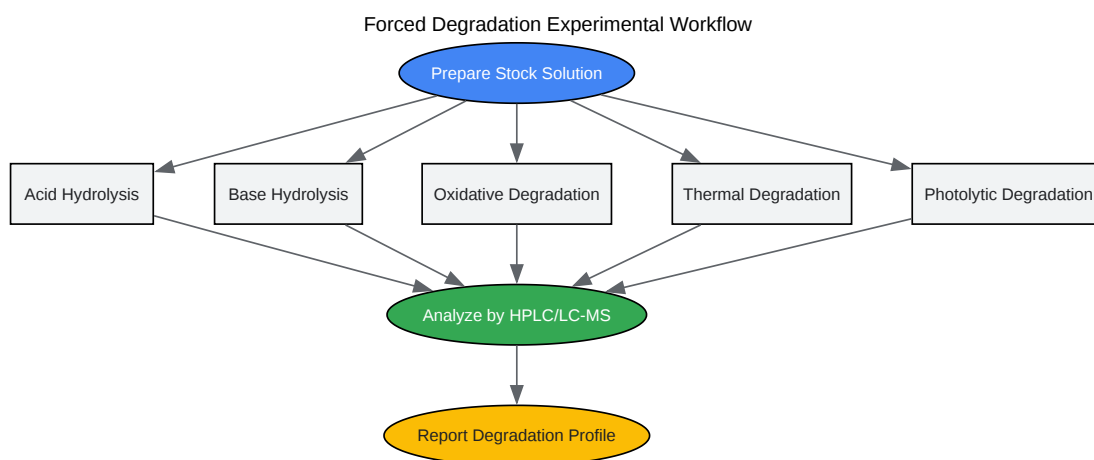 Forced Degradation Experimental Workflow
Prepare Stock Solution
Acid Hydrolysis
Base Hydrolysis
Oxidative Degradation
Thermal Degradation
Photolytic Degradation
Analyze by HPLC/LC-MS
Report Degradation Profile